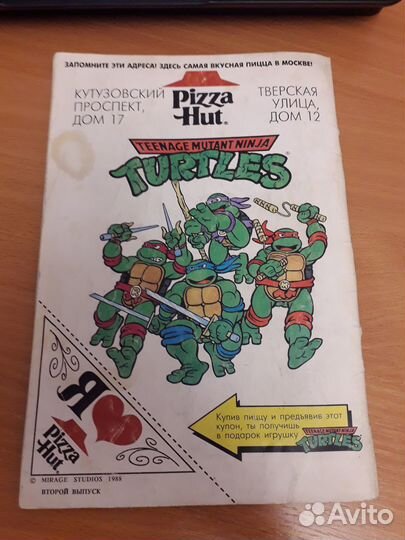 ЗАПОМНИТЕ ЭТИ АДРЕСА! ЗДЕСЬ САМАЯ ВКУСНАЯ ПИЦЦА В МОСКВЕ!
КУТУЗОВСКИЙ
ПРОСПЕКТ,
ДОМ 17
Pizza
Hut®
ТВЕРСКАЯ
УЛИЦА,
ДОМ 12
TEENAGE MUTANT NINJA
TURTLES
Я
Pizza
Hut
Купив пиццу и предъявив этот
купон, ты получишь
в подарок игрушку
TEENAGE MUTANT NINJA
TURTLES
© MIRAGE STUDIOS 1988
ВТОРОЙ ВЫПУСК
Avito